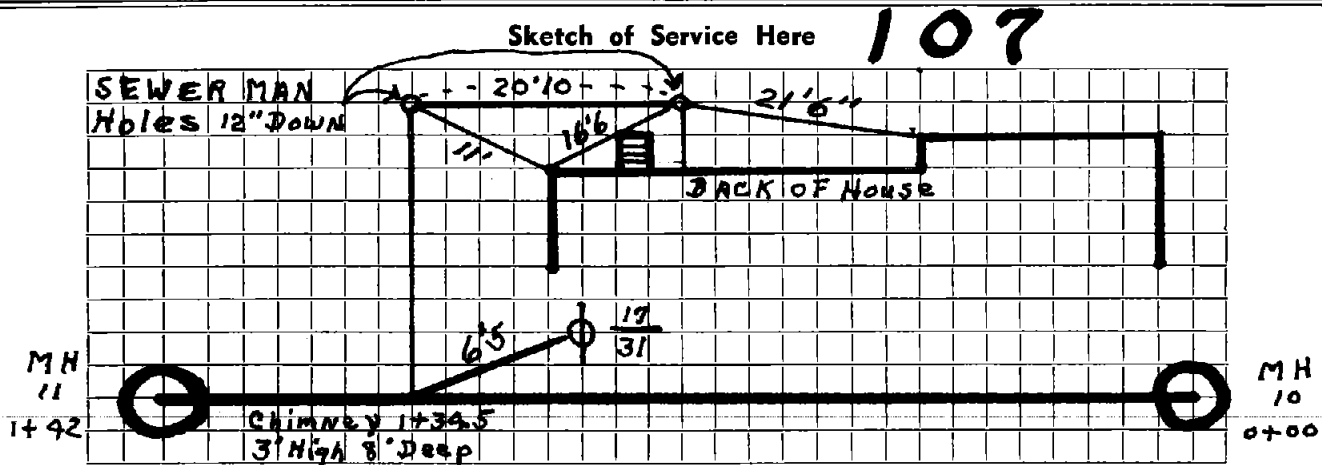 Sketch of Service Here 107
SEWER MAN
Holes 12" Down
20'10
21'6"
16'6
11'
BACK OF House
17
31
6'5
MH
11
1+42
Chimney 1+34.5
3' High 8' Deep
MH
10
0+00